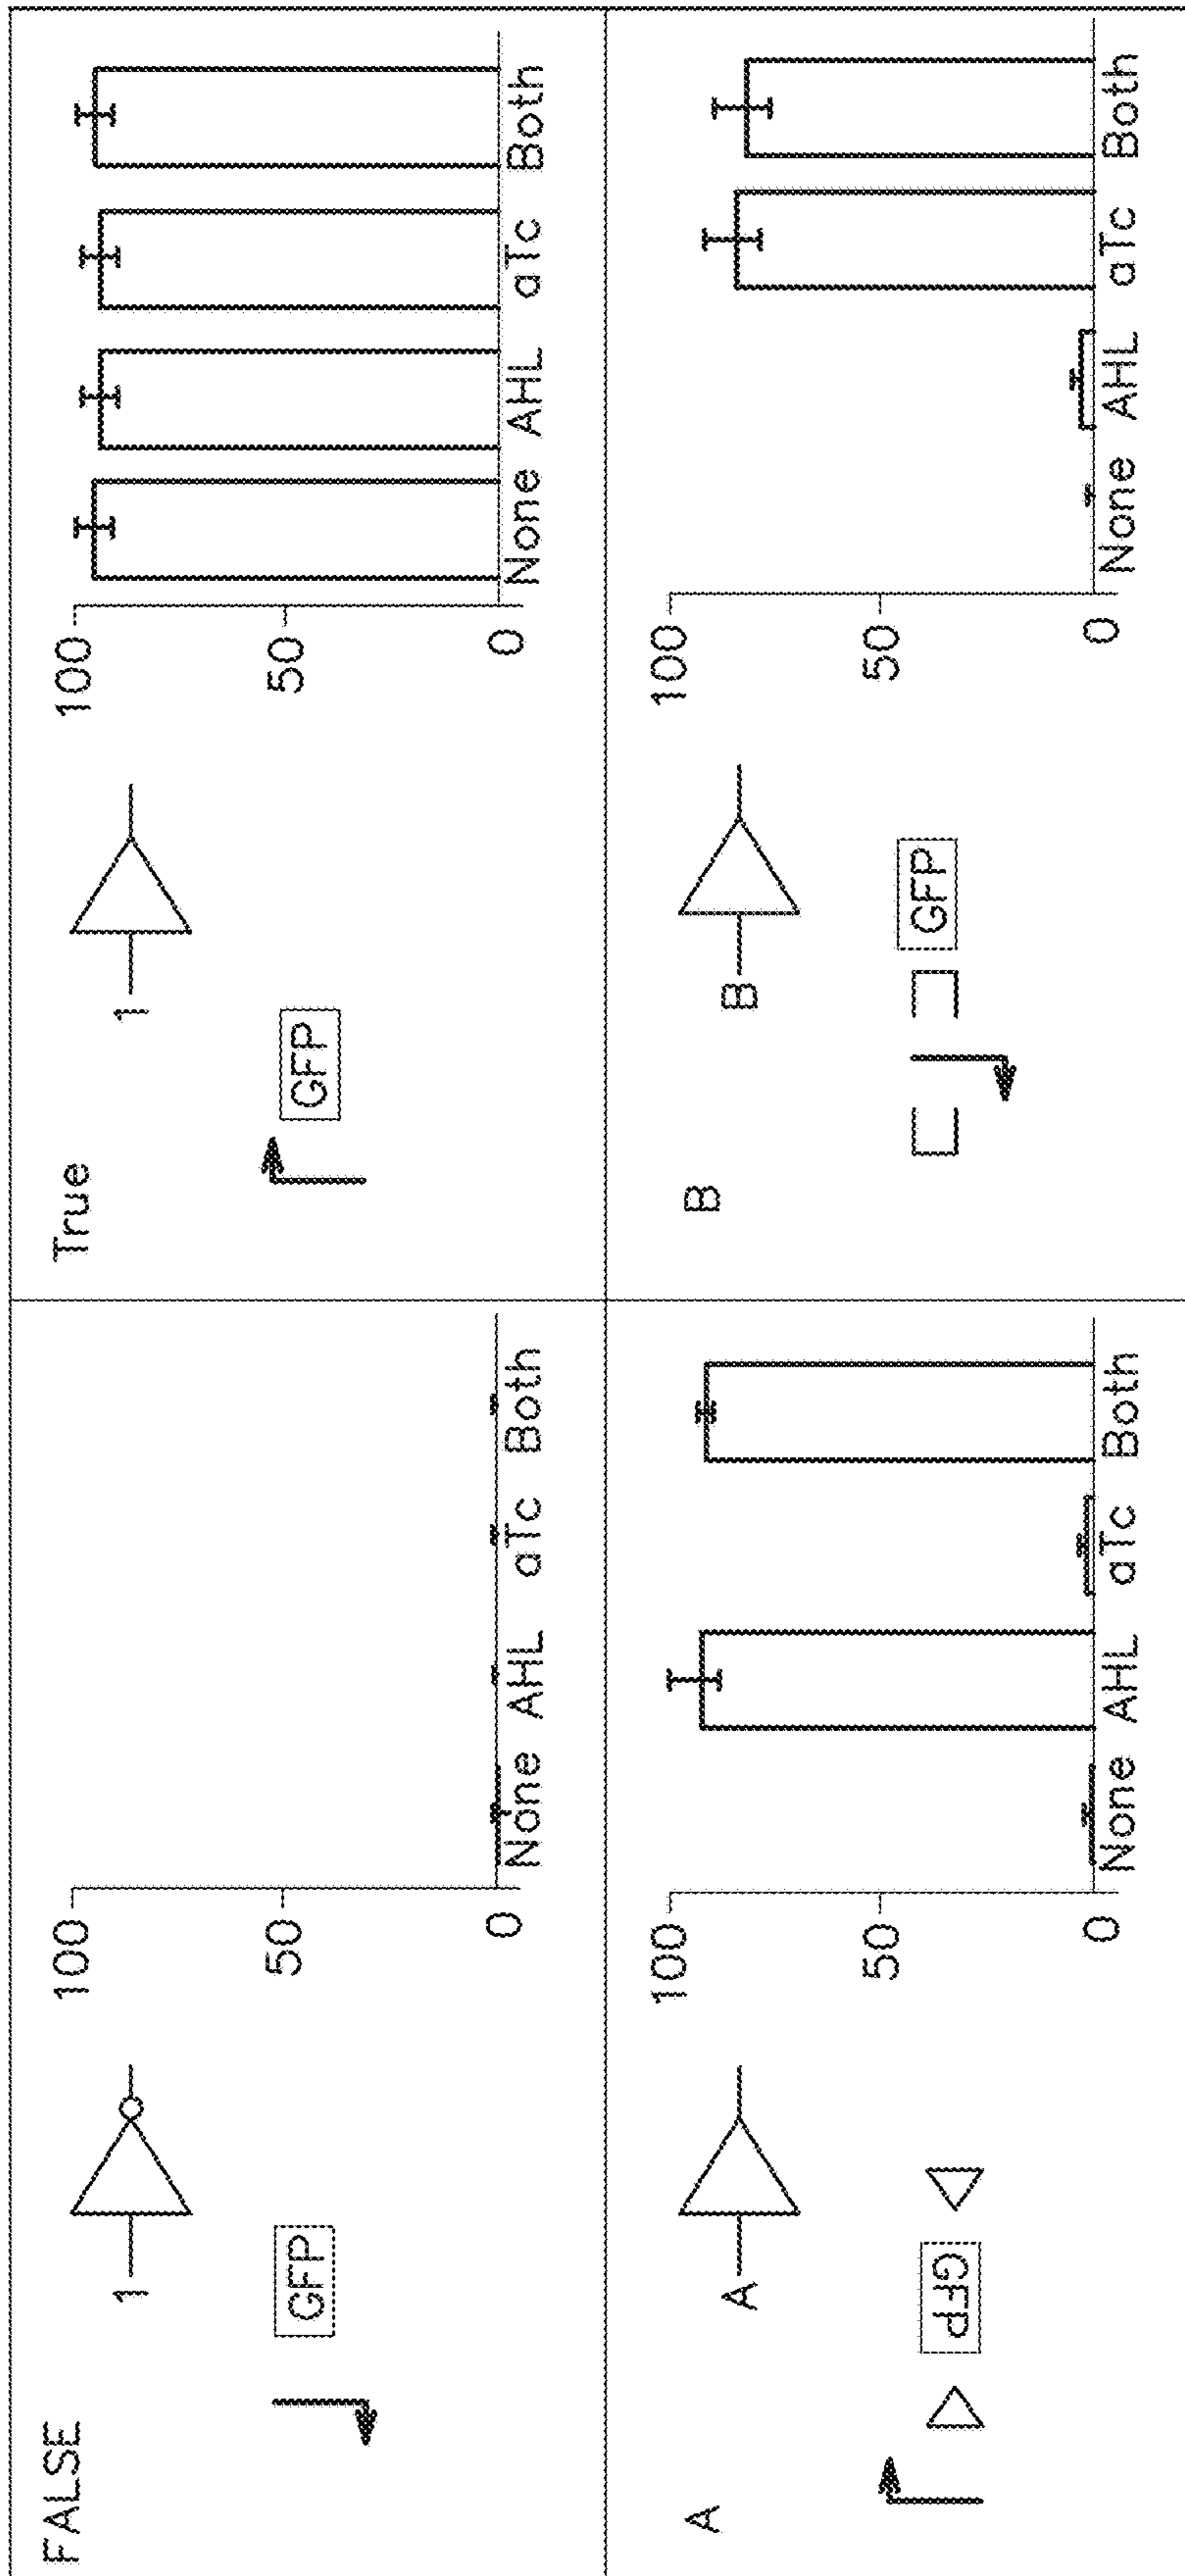 FALSE
1
GFP
100
50
0
None AHL aTc Both
True
1
GFP
100
50
0
None AHL aTc Both
A
A
GFP
100
50
0
None AHL aTc Both
B
B
GFP
100
50
0
None AHL aTc Both